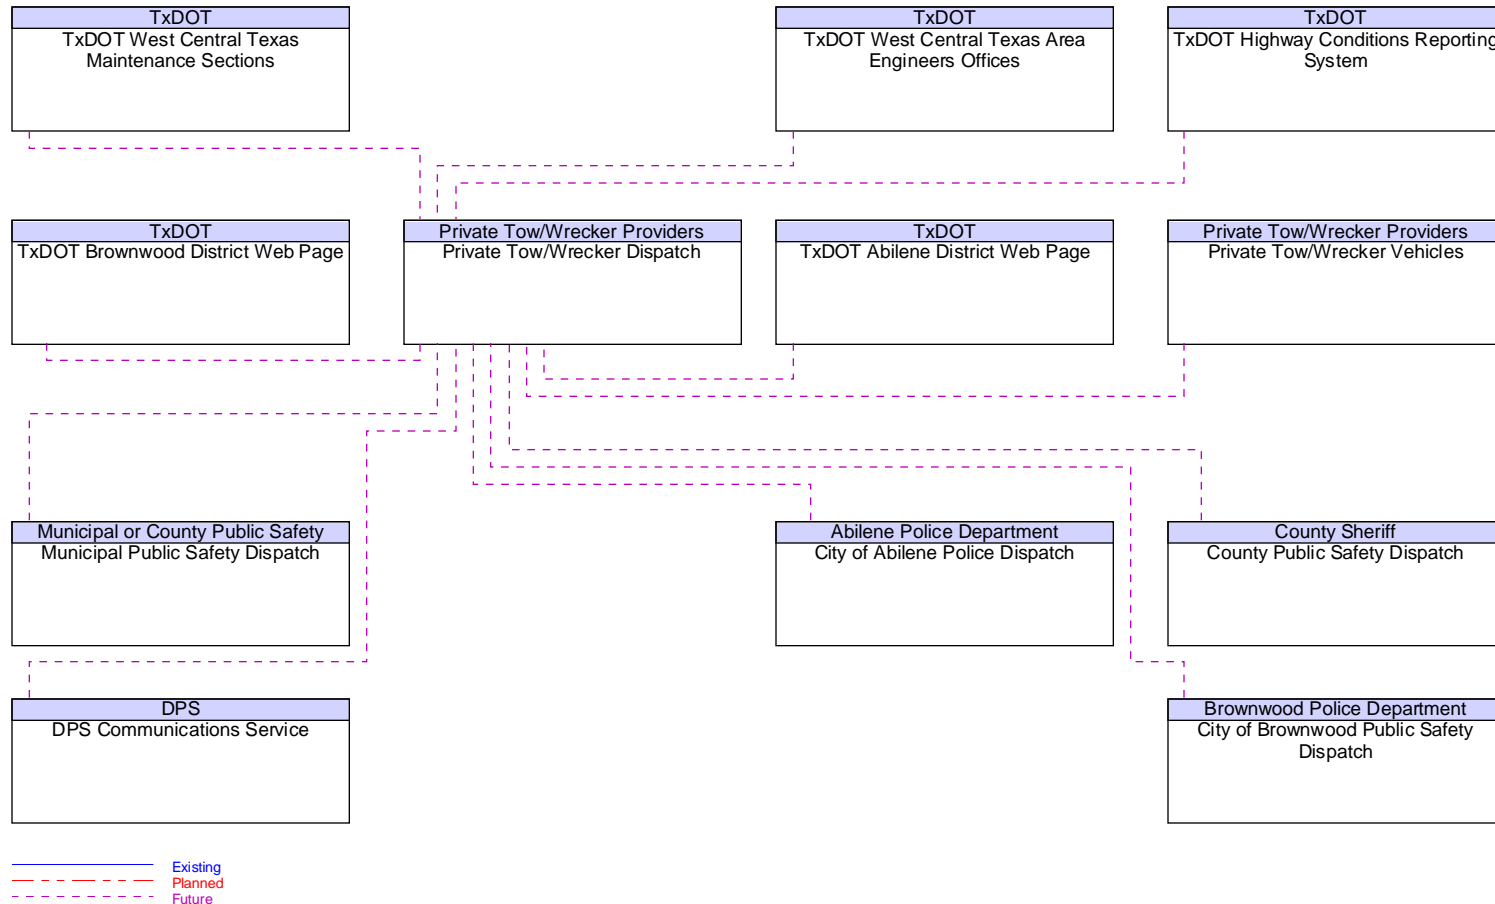 TxDOT
TxDOT West Central Texas
Maintenance Sections
TxDOT
TxDOT West Central Texas Area
Engineers Offices
TxDOT
TxDOT Highway Conditions Reporting
System
TxDOT
TxDOT Brownwood District Web Page
Private Tow/Wrecker Providers
Private Tow/Wrecker Dispatch
TxDOT
TxDOT Abilene District Web Page
Private Tow/Wrecker Providers
Private Tow/Wrecker Vehicles
Municipal or County Public Safety
Municipal Public Safety Dispatch
Abilene Police Department
City of Abilene Police Dispatch
County Sheriff
County Public Safety Dispatch
DPS
DPS Communications Service
Brownwood Police Department
City of Brownwood Public Safety
Dispatch
Existing
Planned
Future